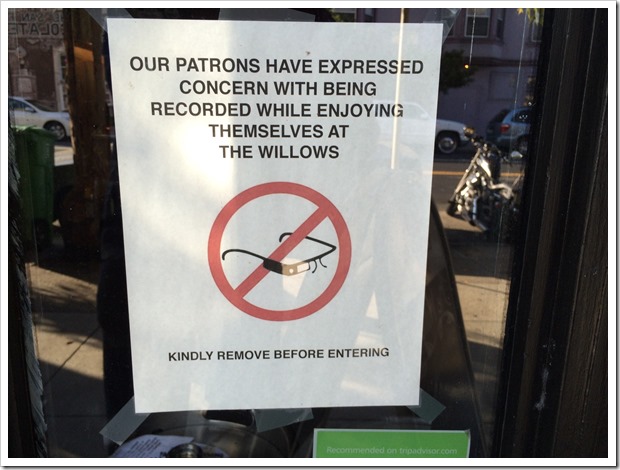 OUR PATRONS HAVE EXPRESSED
CONCERN WITH BEING
RECORDED WHILE ENJOYING
THEMSELVES AT
THE WILLOWS
KINDLY REMOVE BEFORE ENTERING
Recommended on tripadvisor.com